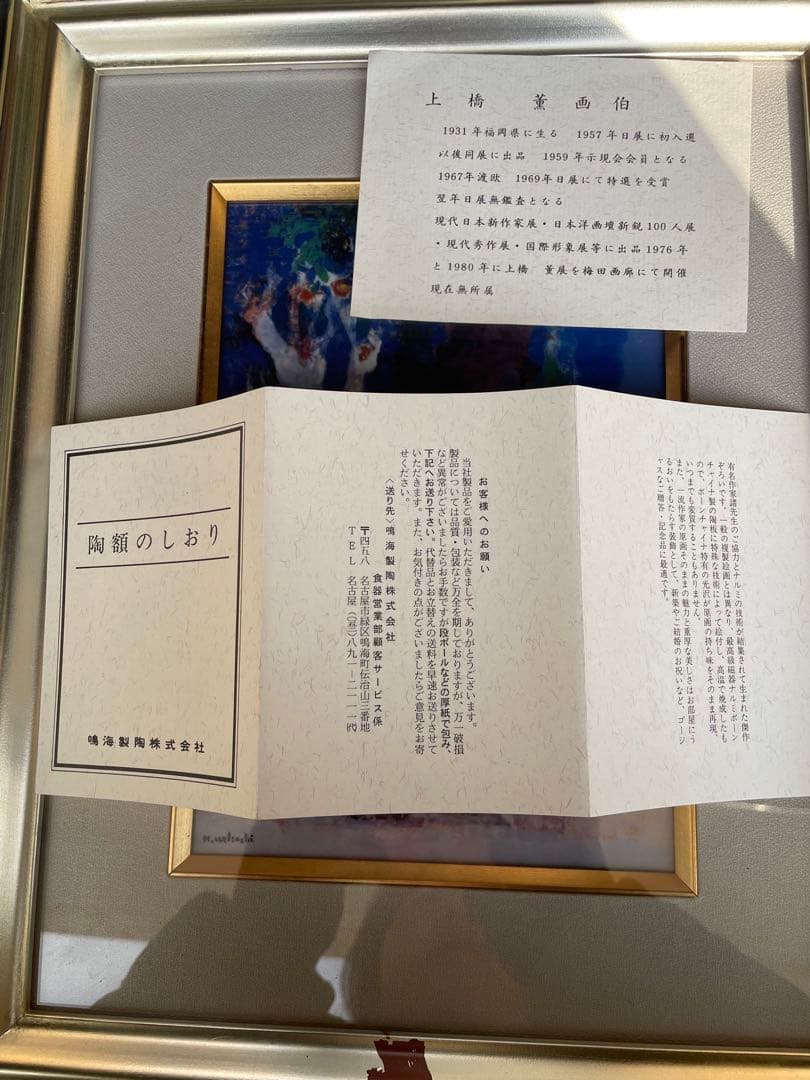 上橋 薫画伯
1931年福岡県に生る 1957年日展に初入選
以後同展に出品 1959年示現会会員となる
1967年渡欧 1969年日展にて特選を受賞
翌年日展無鑑査となる
現代日本新作家展・日本洋画壇新鋭100人展
・現代秀作展・国際形象展等に出品1976年
と1980年に上橋 薫展を梅田画廊にて開催
現在無所属
陶額のしおり
鳴海製陶株式会社
お客様へのお願い
当社製品をご愛用いただきまして、ありがとうございます。
製品については品質・包装など万全を期しておりますが、万一破損
など異常がございましたらお手数ですが段ボールなどの厚紙で包み、
下記へお送り下さい。代替品とお立替えの送料を早速お送りさせて
いただきます。また、お気付きの点がございましたらご意見をお寄
せください。
〈送り先〉鳴海製陶株式会社
食器営業部顧客サービス係
〒四五八 名古屋市緑区鳴海町伝治山三番地
TEL 名古屋(〇五二)八九一-二一一一㈹
有名作家諸先生のご協力とナルミの技術が結集されて生まれた傑作
ぞろいです。一般の複製絵画とは異なり、最高級磁器ナルミボーン
チャイナ製の陶板に特殊な技術によって絵付し、高温で焼成したも
ので、ボーンチャイナ特有の光沢が原画の持ち味をそのまま再現、
いつまでも変質することもありません。
また、一流作家の原画そのままの魅力と重厚な美しさはお部屋にう
るおいをもたらす装飾として、新築やご結婚のお祝いなど、ゴージ
ャスなご贈答・記念品に最適です。